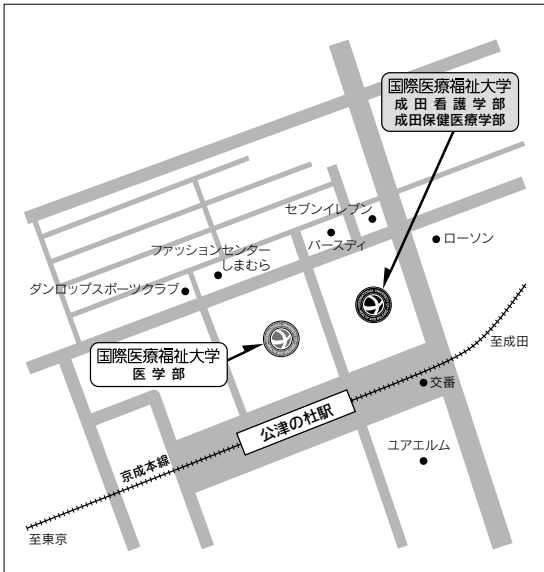 国際医療福祉大学
成田看護学部
成田保健医療学部
セブンイレブン
バースデイ
ローソン
ファッションセンター
しまむら
ダンロップスポーツクラブ
至成田
国際医療福祉大学
医学部
交番
公津の杜駅
ユアエルム
京成本線
至東京